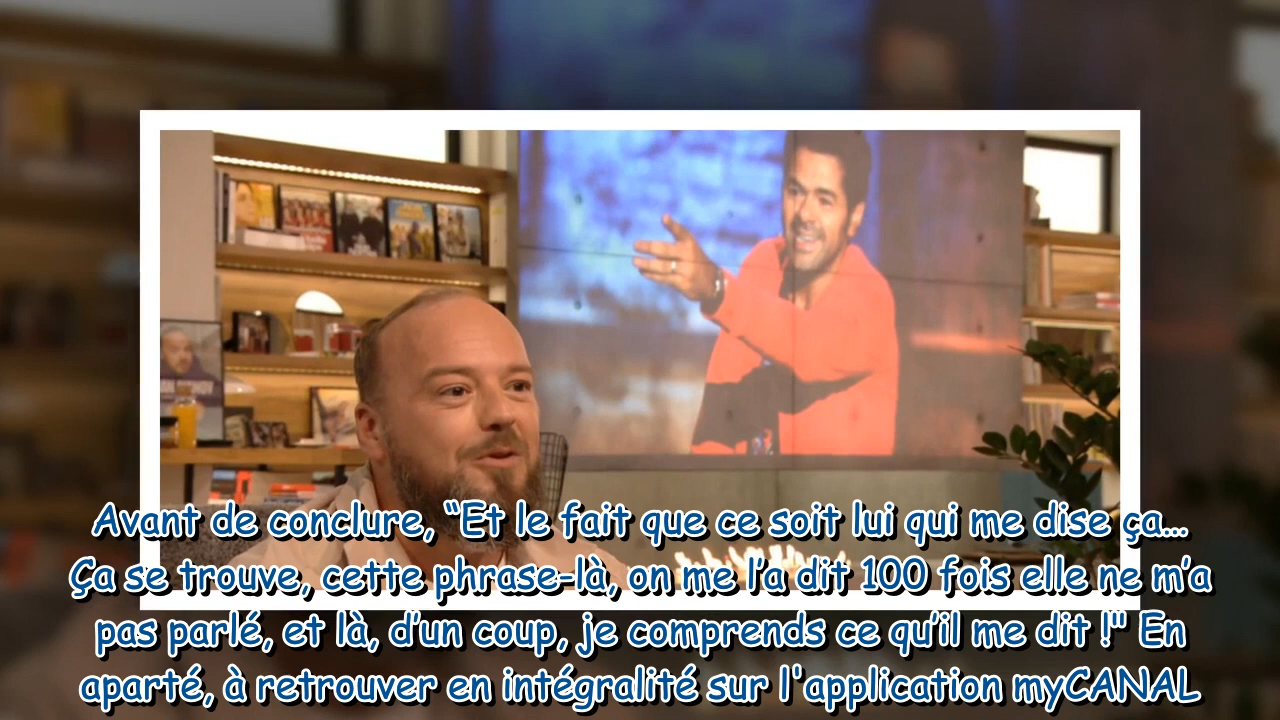 Avant de conclure, “Et le fait que ce soit lui qui me dise ça...
Ça se trouve, cette phrase-là, on me l’a dit 100 fois elle ne m’a
pas parlé, et là, d’un coup, je comprends ce qu’il me dit !" En
aparté, à retrouver en intégralité sur l'application myCANAL